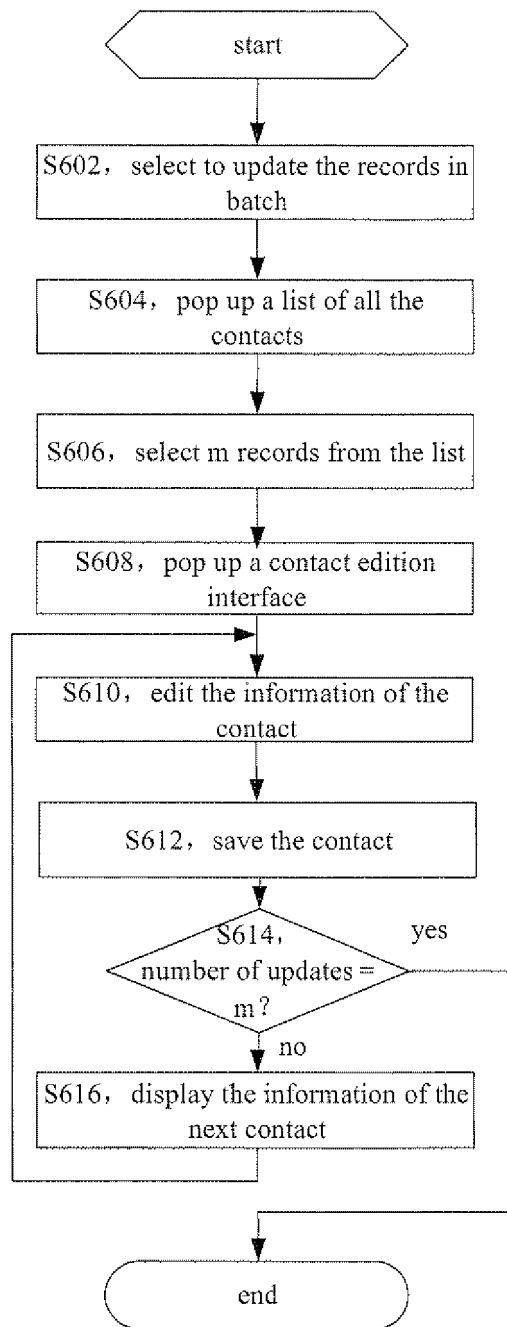 start
S602，select to update the records in
batch
S604，pop up a list of all the
contacts
S606，select m records from the list
S608，pop up a contact edition
interface
S610，edit the information of the
contact
S612，save the contact
S614，
number of updates =
m？
yes
no
S616，display the information of the
next contact
end